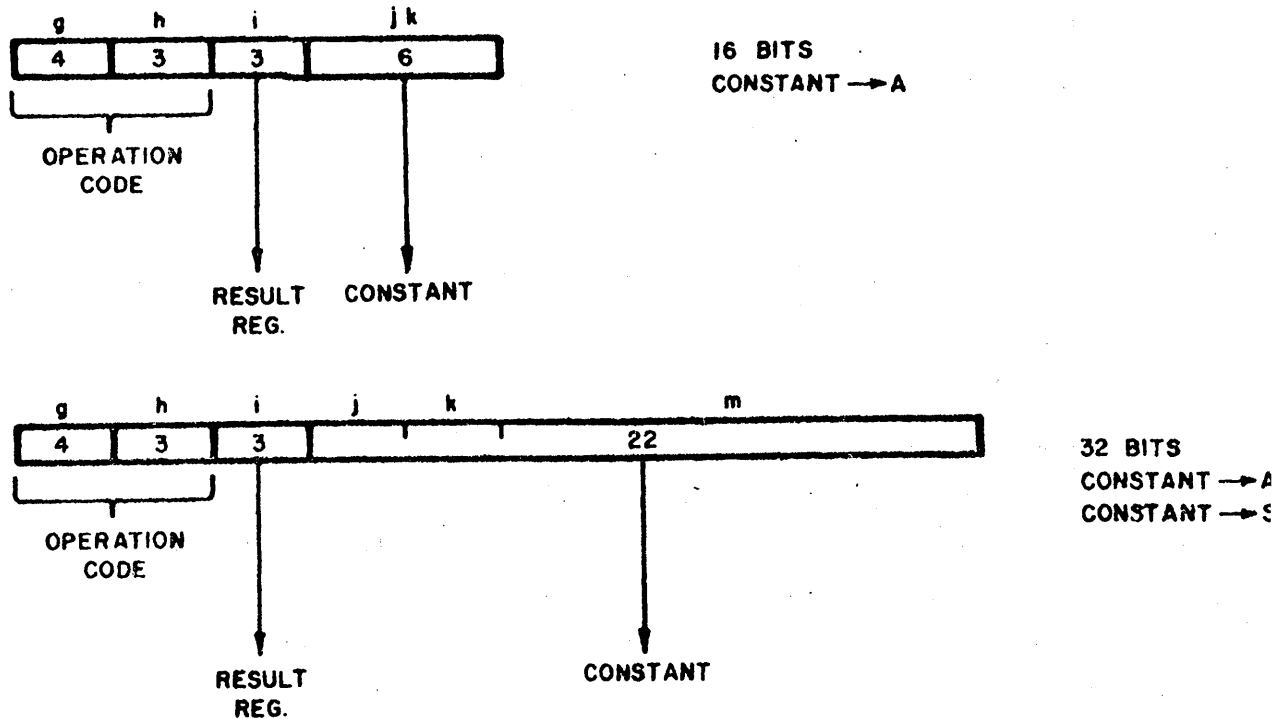 g h i jk
4 3 3 6
16 BITS
CONSTANT → A
OPERATION
CODE
RESULT
REG.
CONSTANT
g h i j k m
4 3 3 22
32 BITS
CONSTANT → A
CONSTANT → S
OPERATION
CODE
RESULT
REG.
CONSTANT